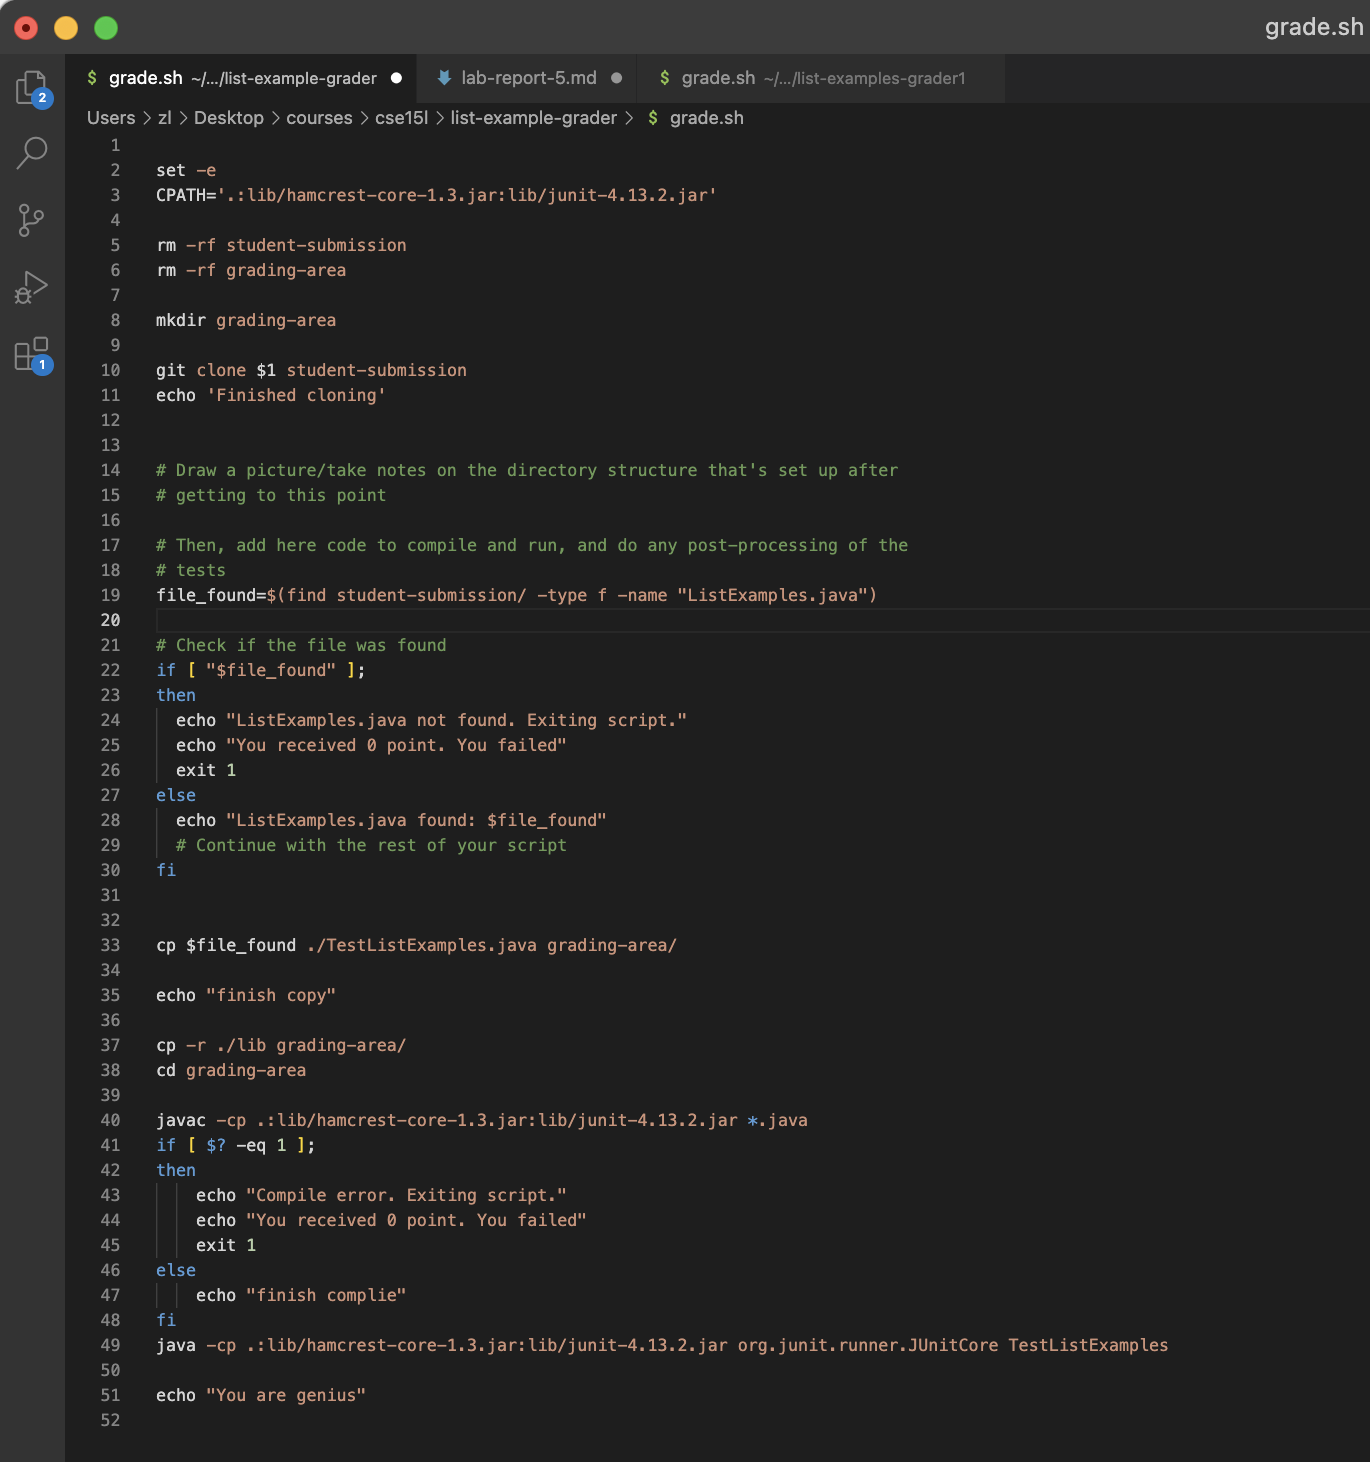 grade.sh
$ grade.sh ~/.../list-example-grader lab-report-5.md $ grade.sh ~/.../list-examples-grader1
2
Users > zl > Desktop > courses > cse15l > list-example-grader > $ grade.sh
1
1
2 set -e
3 CPATH='.:lib/hamcrest-core-1.3.jar:lib/junit-4.13.2.jar'
4
5 rm -rf student-submission
6 rm -rf grading-area
7
8 mkdir grading-area
9
10 git clone $1 student-submission
11 echo 'Finished cloning'
12
13
14 # Draw a picture/take notes on the directory structure that's set up after
15 # getting to this point
16
17 # Then, add here code to compile and run, and do any post-processing of the
18 # tests
19 file_found=$(find student-submission/ -type f -name "ListExamples.java")
20
21 # Check if the file was found
22 if [ "$file_found" ];
23 then
24 echo "ListExamples.java not found. Exiting script."
25 echo "You received 0 point. You failed"
26 exit 1
27 else
28 echo "ListExamples.java found: $file_found"
29 # Continue with the rest of your script
30 fi
31
32
33 cp $file_found ./TestListExamples.java grading-area/
34
35 echo "finish copy"
36
37 cp -r ./lib grading-area/
38 cd grading-area
39
40 javac -cp .:lib/hamcrest-core-1.3.jar:lib/junit-4.13.2.jar *.java
41 if [ $? -eq 1 ];
42 then
43 echo "Compile error. Exiting script."
44 echo "You received 0 point. You failed"
45 exit 1
46 else
47 echo "finish complie"
48 fi
49 java -cp .:lib/hamcrest-core-1.3.jar:lib/junit-4.13.2.jar org.junit.runner.JUnitCore TestListExamples
50
51 echo "You are genius"
52